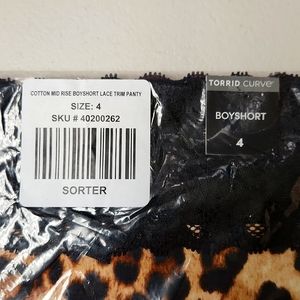 COTTON MID RISE BOYSHORT LACE TRIM PANTY
SIZE: 4
SKU # 40200262
SORTER
TORRID CURVE
BOYSHORT
4